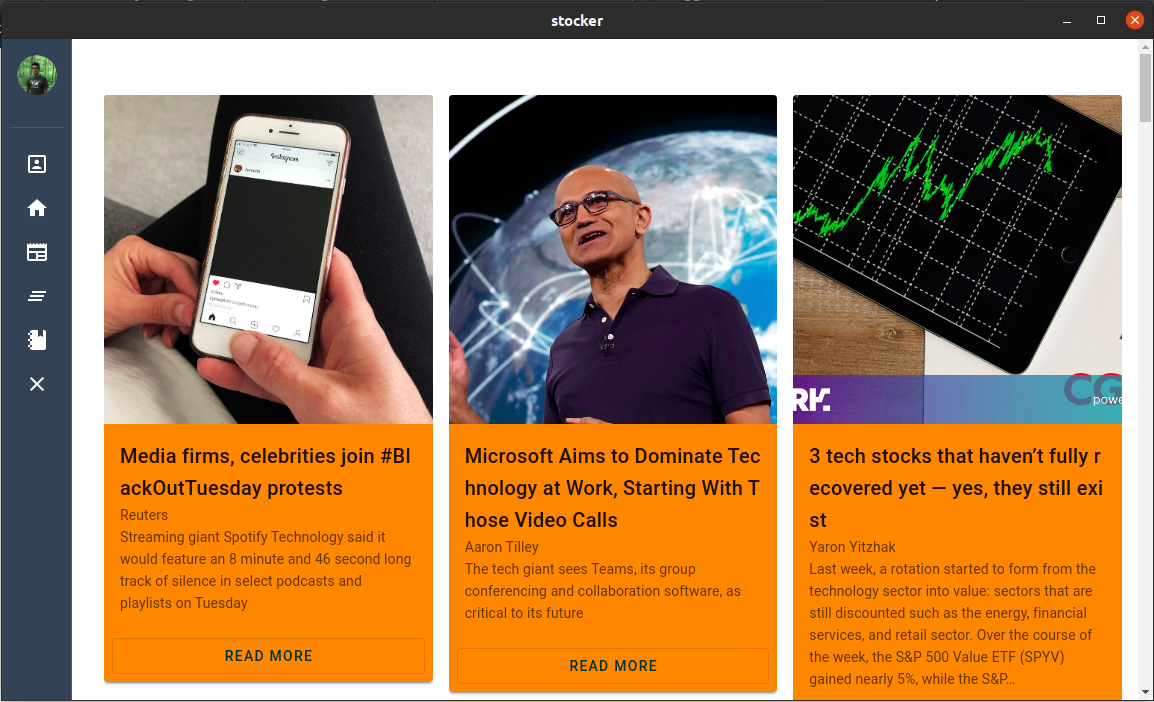 stocker
Instagram
Media firms, celebrities join #Bl
ackOutTuesday protests
Reuters
Streaming giant Spotify Technology said it
would feature an 8 minute and 46 second long
track of silence in select podcasts and
playlists on Tuesday
READ MORE
Microsoft Aims to Dominate Tec
hnology at Work, Starting With T
hose Video Calls
Aaron Tilley
The tech giant sees Teams, its group
conferencing and collaboration software, as
critical to its future
READ MORE
RK.
CG
powe
3 tech stocks that haven’t fully r
ecovered yet — yes, they still exi
st
Yaron Yitzhak
Last week, a rotation started to form from the
technology sector into value: sectors that are
still discounted such as the energy, financial
services, and retail sector. Over the course of
the week, the S&P 500 Value ETF (SPYV)
gained nearly 5%, while the S&P…